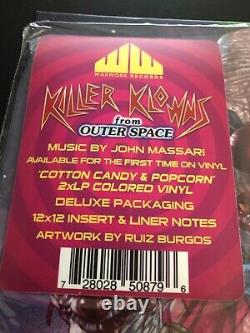 WW
WAXWORK RECORDS
KILLER KLOWNS
from
OUTER SPACE
MUSIC BY JOHN MASSARI
AVAILABLE FOR THE FIRST TIME ON VINYL
'COTTON CANDY & POPCORN'
2xLP COLORED VINYL
DELUXE PACKAGING
12x12 INSERT & LINER NOTES
ARTWORK BY RUIZ BURGOS
7 28028 50879 6